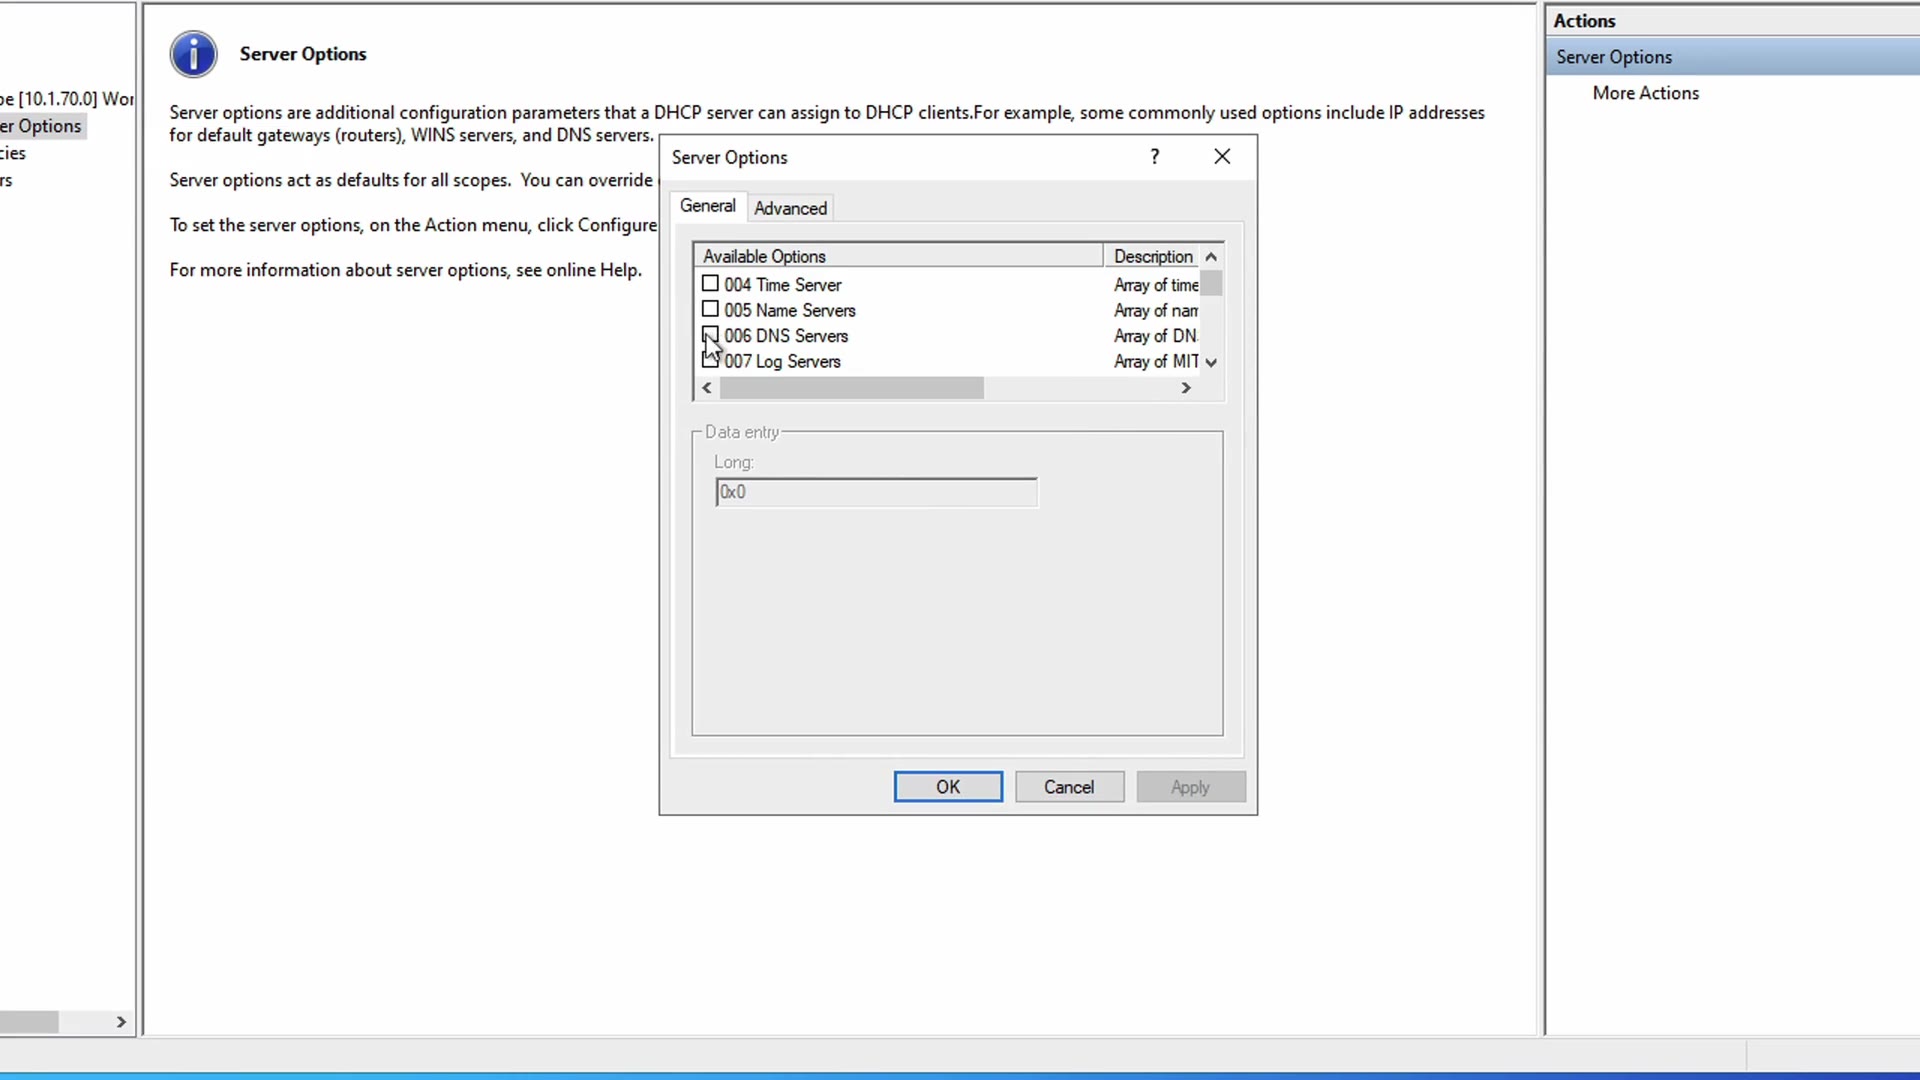 pe [10.1.70.0] Wor
er Options
cies
rs
Server Options
Server options are additional configuration parameters that a DHCP server can assign to DHCP clients.For example, some commonly used options include IP addresses
for default gateways (routers), WINS servers, and DNS servers.
Server options act as defaults for all scopes.  You can override
To set the server options, on the Action menu, click Configure
For more information about server options, see online Help.
Server Options
?
General
Advanced
Available Options
Description
004 Time Server
Array of time
005 Name Servers
Array of nam
006 DNS Servers
Array of DN
007 Log Servers
Array of MIT
Data entry
Long:
0x0
OK
Cancel
Apply
Actions
Server Options
More Actions